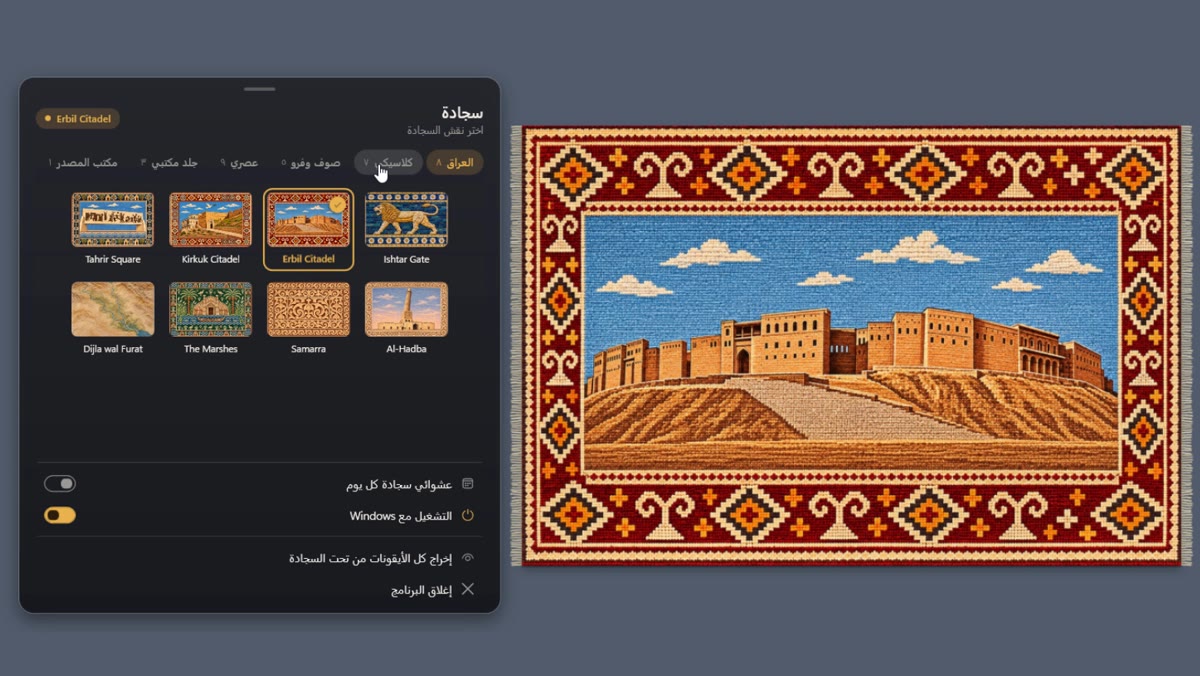 سجادة
Erbil Citadel
اختر نقش السجادة
العراق ٨
كلاسيكي ٧
صوف وفرو ٥
عصري ٩
جلد مكتبي ٣
مكتب المصدر ١
Ishtar Gate
Erbil Citadel
Kirkuk Citadel
Tahrir Square
Al-Hadba
Samarra
The Marshes
Dijla wal Furat
عشوائي سجادة كل يوم
التشغيل مع Windows
إخراج كل الأيقونات من تحت السجادة
إغلاق البرنامج